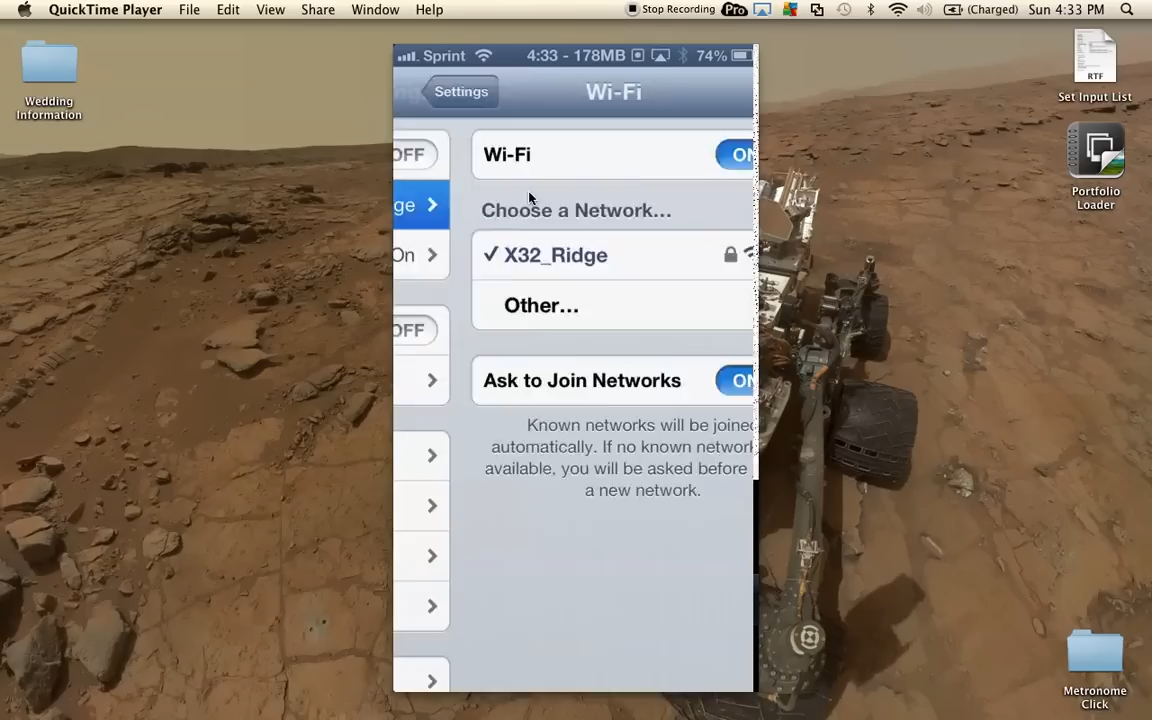 QuickTime Player File Edit View Share Window Help Stop Recording Pro (Charged) Sun 4:33 PM
Wedding
Information
RTF
Set Input List
Portfolio
Loader
Metronome
Click
Sprint 4:33 - 178MB 74%
Settings Wi-Fi
OFF
ge
On
OFF
Wi-Fi ON
Choose a Network...
✓ X32_Ridge
Other...
Ask to Join Networks ON
Known networks will be joined
automatically. If no known network
available, you will be asked before
a new network.